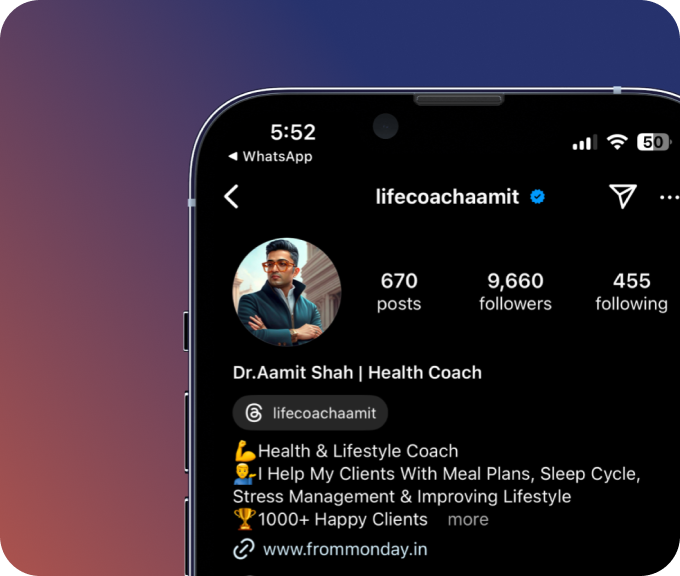 5:52
50
◀ WhatsApp
lifecoachaamit
670
9,660
455
posts
followers
following
Dr.Aamit Shah | Health Coach
lifecoachaamit
💪Health & Lifestyle Coach
💁‍♂️I Help My Clients With Meal Plans, Sleep Cycle,
Stress Management & Improving Lifestyle
🏆1000+ Happy Clients more
www.frommonday.in